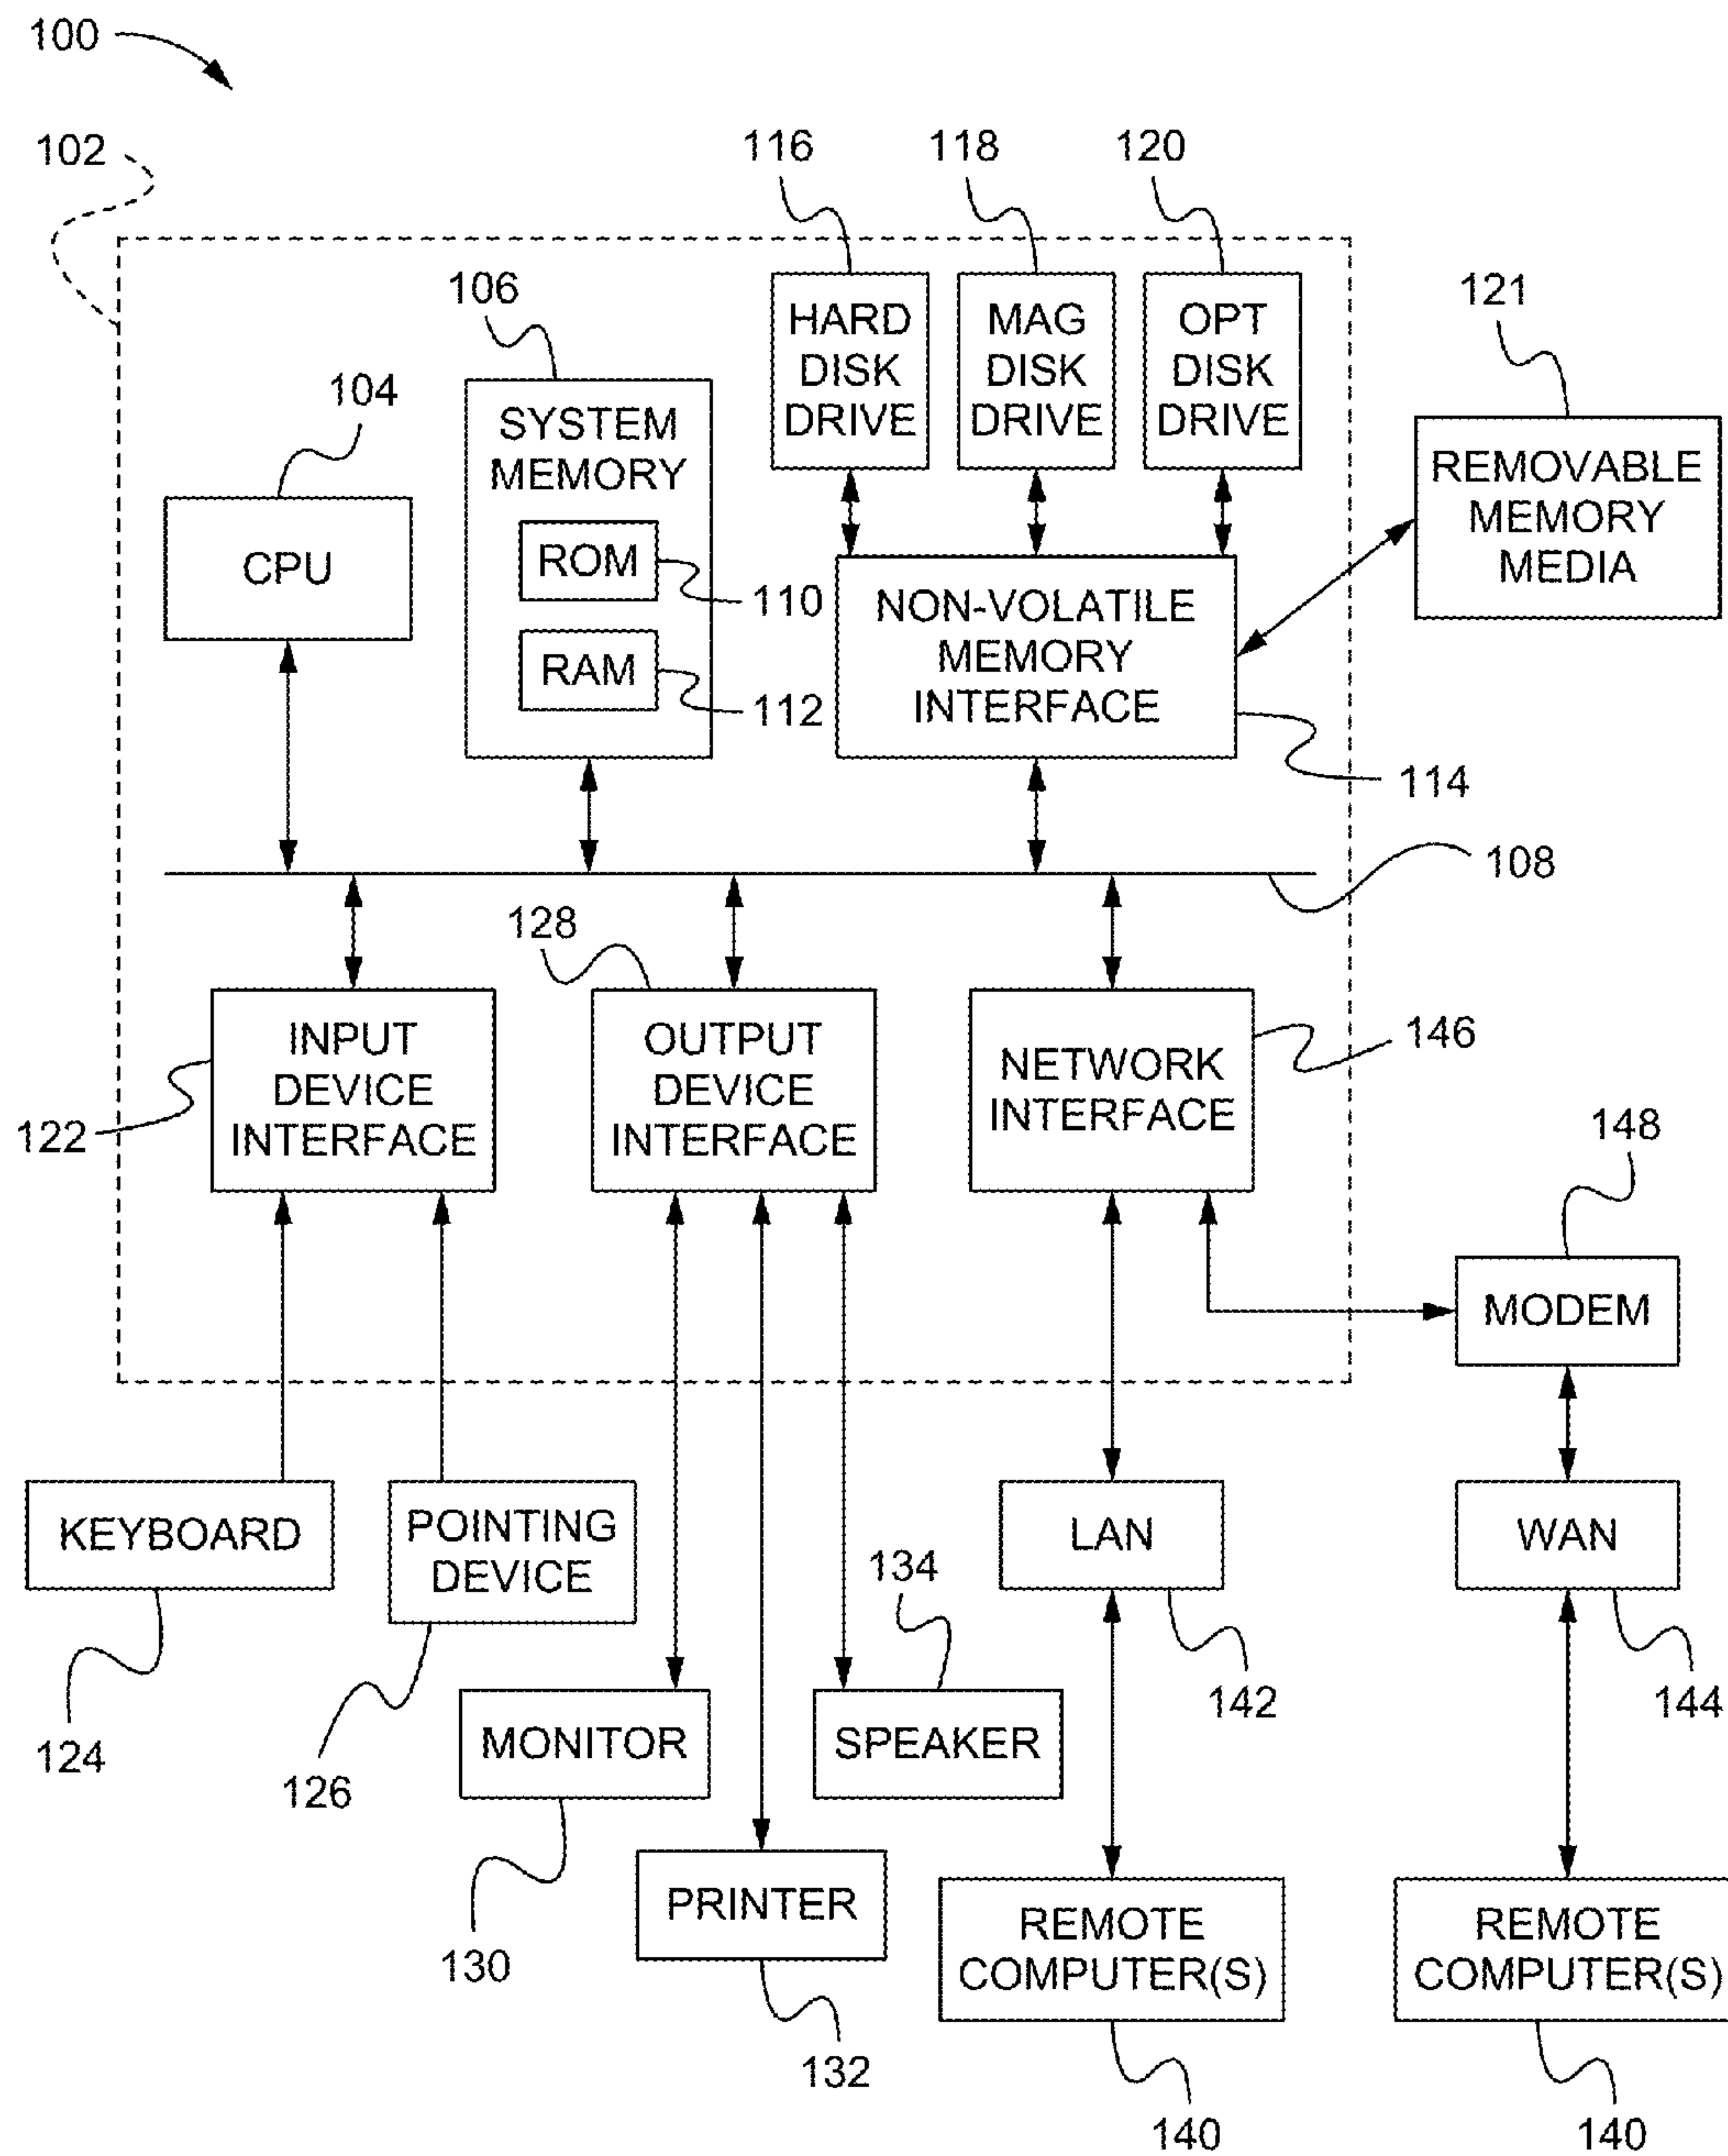 100
102
116
118
120
106
HARD
DISK
DRIVE
MAG
DISK
DRIVE
OPT
DISK
DRIVE
121
104
SYSTEM
MEMORY
REMOVABLE
MEMORY
MEDIA
CPU
ROM
110
RAM
112
NON-VOLATILE
MEMORY
INTERFACE
114
108
128
INPUT
DEVICE
INTERFACE
OUTPUT
DEVICE
INTERFACE
NETWORK
INTERFACE
146
122
148
MODEM
KEYBOARD
POINTING
DEVICE
LAN
WAN
134
124
126
MONITOR
SPEAKER
142
144
130
PRINTER
132
REMOTE
COMPUTER(S)
REMOTE
COMPUTER(S)
140
140